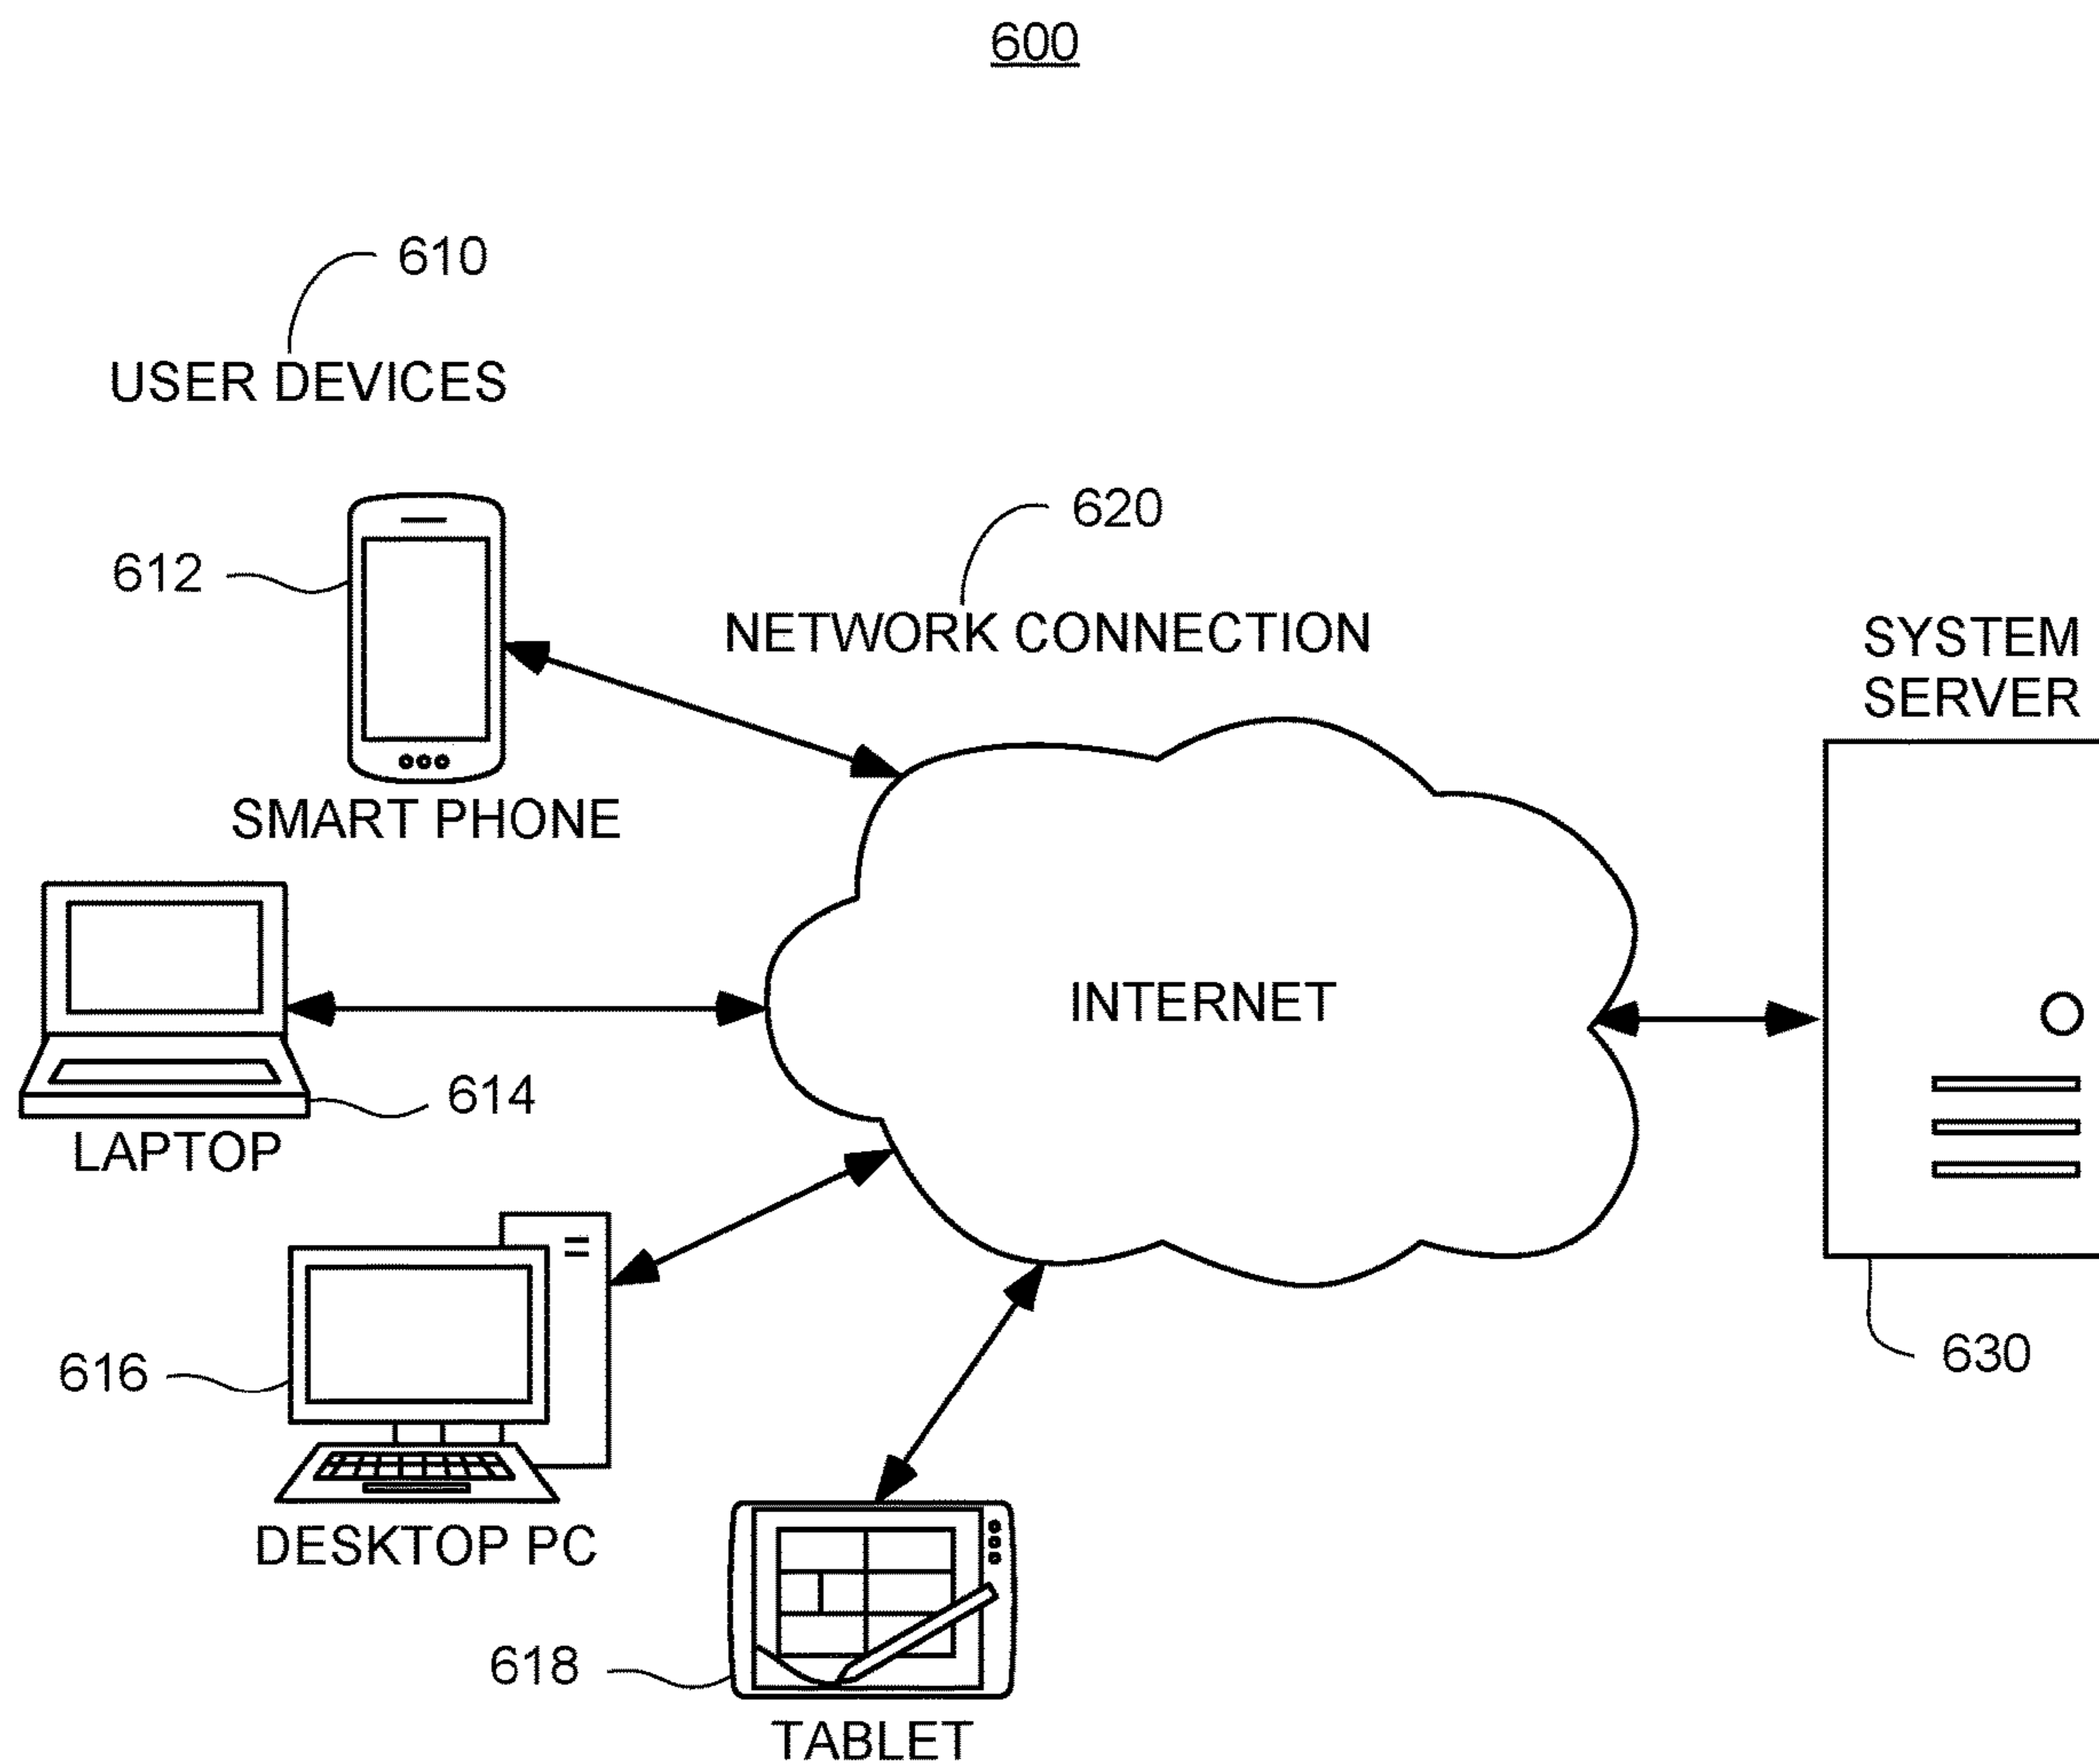 600
610
USER DEVICES
620
612
NETWORK CONNECTION
SYSTEM
SERVER
SMART PHONE
INTERNET
614
LAPTOP
630
616
DESKTOP PC
618
TABLET